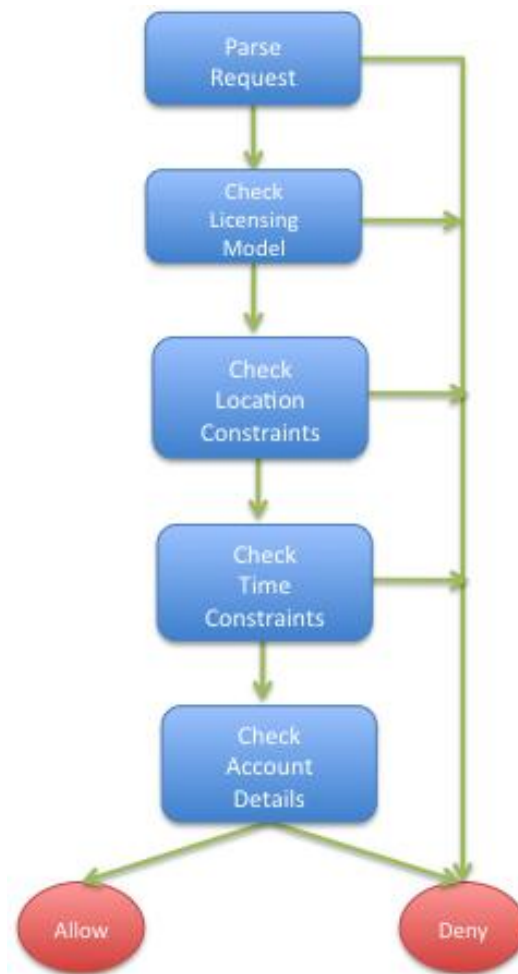 Parse
Request
Check
Licensing
Model
Check
Location
Constraints
Check
Time
Constraints
Check
Account
Details
Allow
Deny